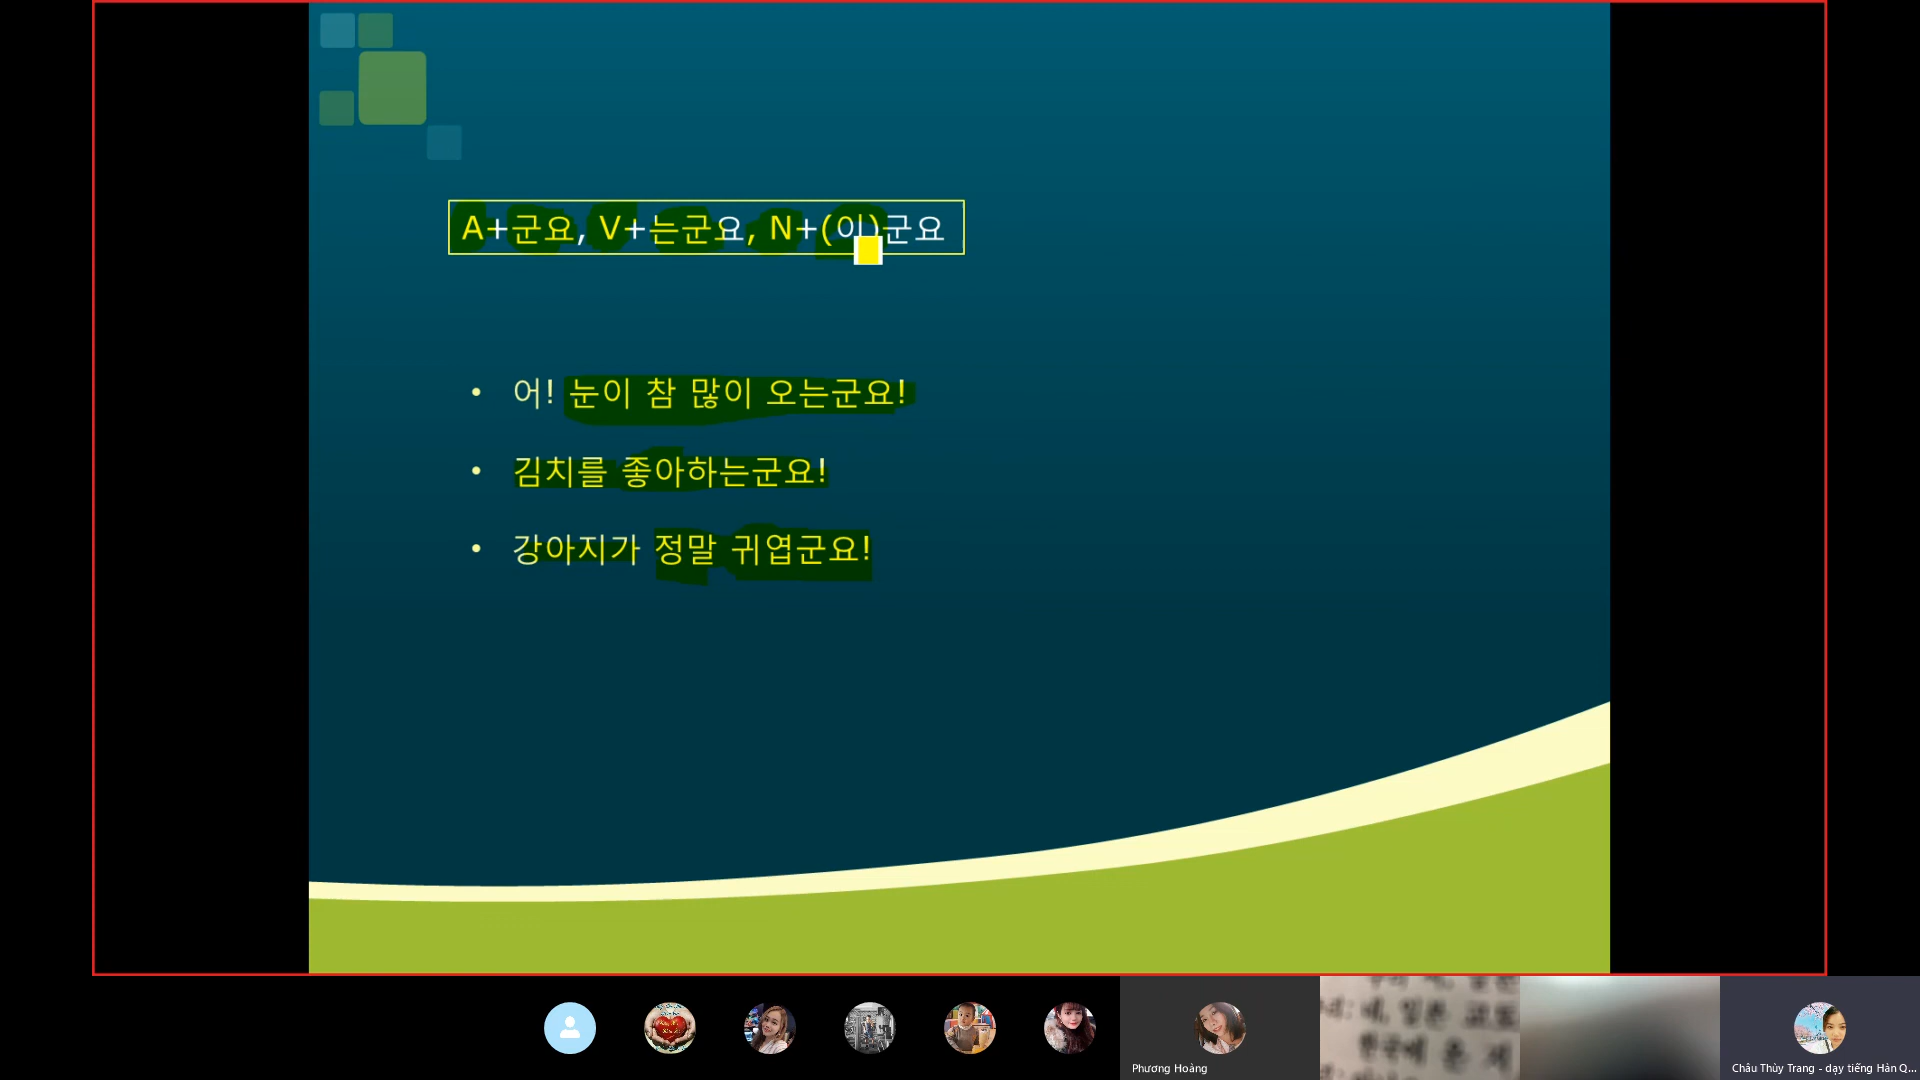 A+군요, V+는군요, N+(이)군요
• 어! 눈이 참 많이 오는군요!
• 김치를 좋아하는군요!
• 강아지가 정말 귀엽군요!
Phương Hoàng
Châu Thùy Trang - dạy tiếng Hàn Q...